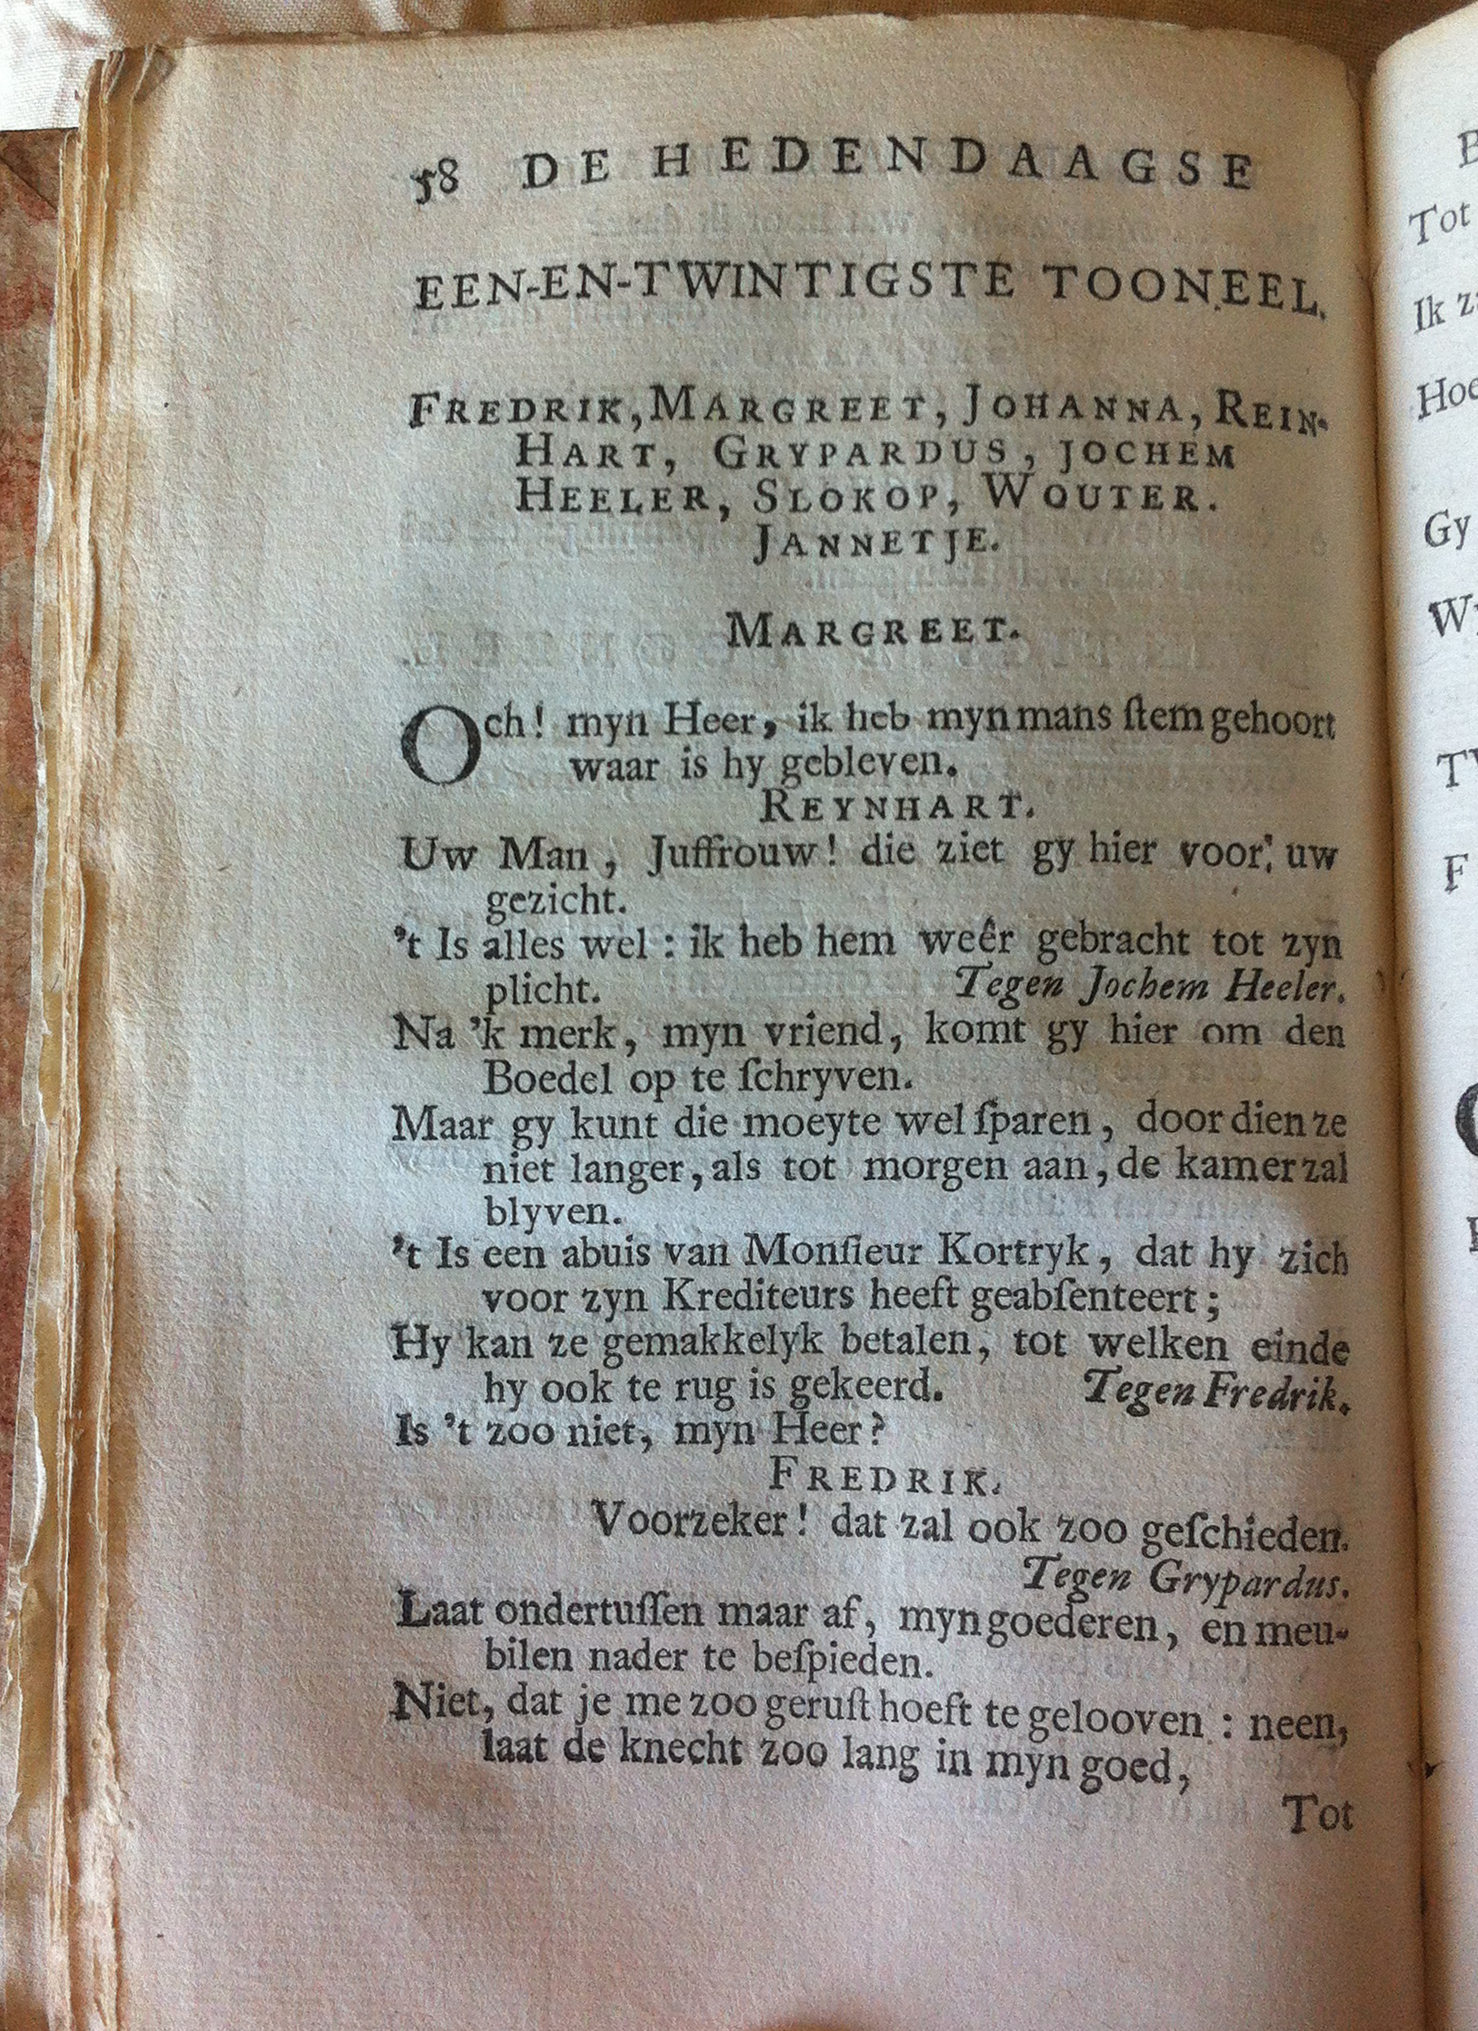 58 DE HEDENDAAGSE
EEN-EN-TWINTIGSTE TOONEEL.
FREDRIK, MARGREET, JOHANNA, REIN-
HART, GRYPARDUS, JOCHEM
HEELER, SLOKOP, WOUTER.
JANNETJE.
MARGREET.
Och! myn Heer, ik heb myn mans ſtem gehoort
waar is hy gebleven.
REYNHART.
Uw Man, Juffrouw! die ziet gy hier voor, uw
gezicht.
't Is alles wel: ik heb hem weêr gebracht tot zyn
plicht. Tegen Jochem Heeler.
Na 'k merk, myn vriend, komt gy hier om den
Boedel op te ſchryven.
Maar gy kunt die moeyte wel ſparen, door dien ze
niet langer, als tot morgen aan, de kamer zal
blyven.
't Is een abuis van Monſieur Kortryk, dat hy zich
voor zyn Krediteurs heeft geabſenteert;
Hy kan ze gemakkelyk betalen, tot welken einde
hy ook te rug is gekeerd. Tegen Fredrik.
Is 't zoo niet, myn Heer?
FREDRIK.
Voorzeker! dat zal ook zoo geſchieden.
Tegen Grypardus.
Laat ondertuſſen maar af, myn goederen, en meu-
bilen nader te beſpieden.
Niet, dat je me zoo geruſt hoeft te gelooven: neen,
laat de knecht zoo lang in myn goed,
Tot
Tot
Ik
Hoe
Gy